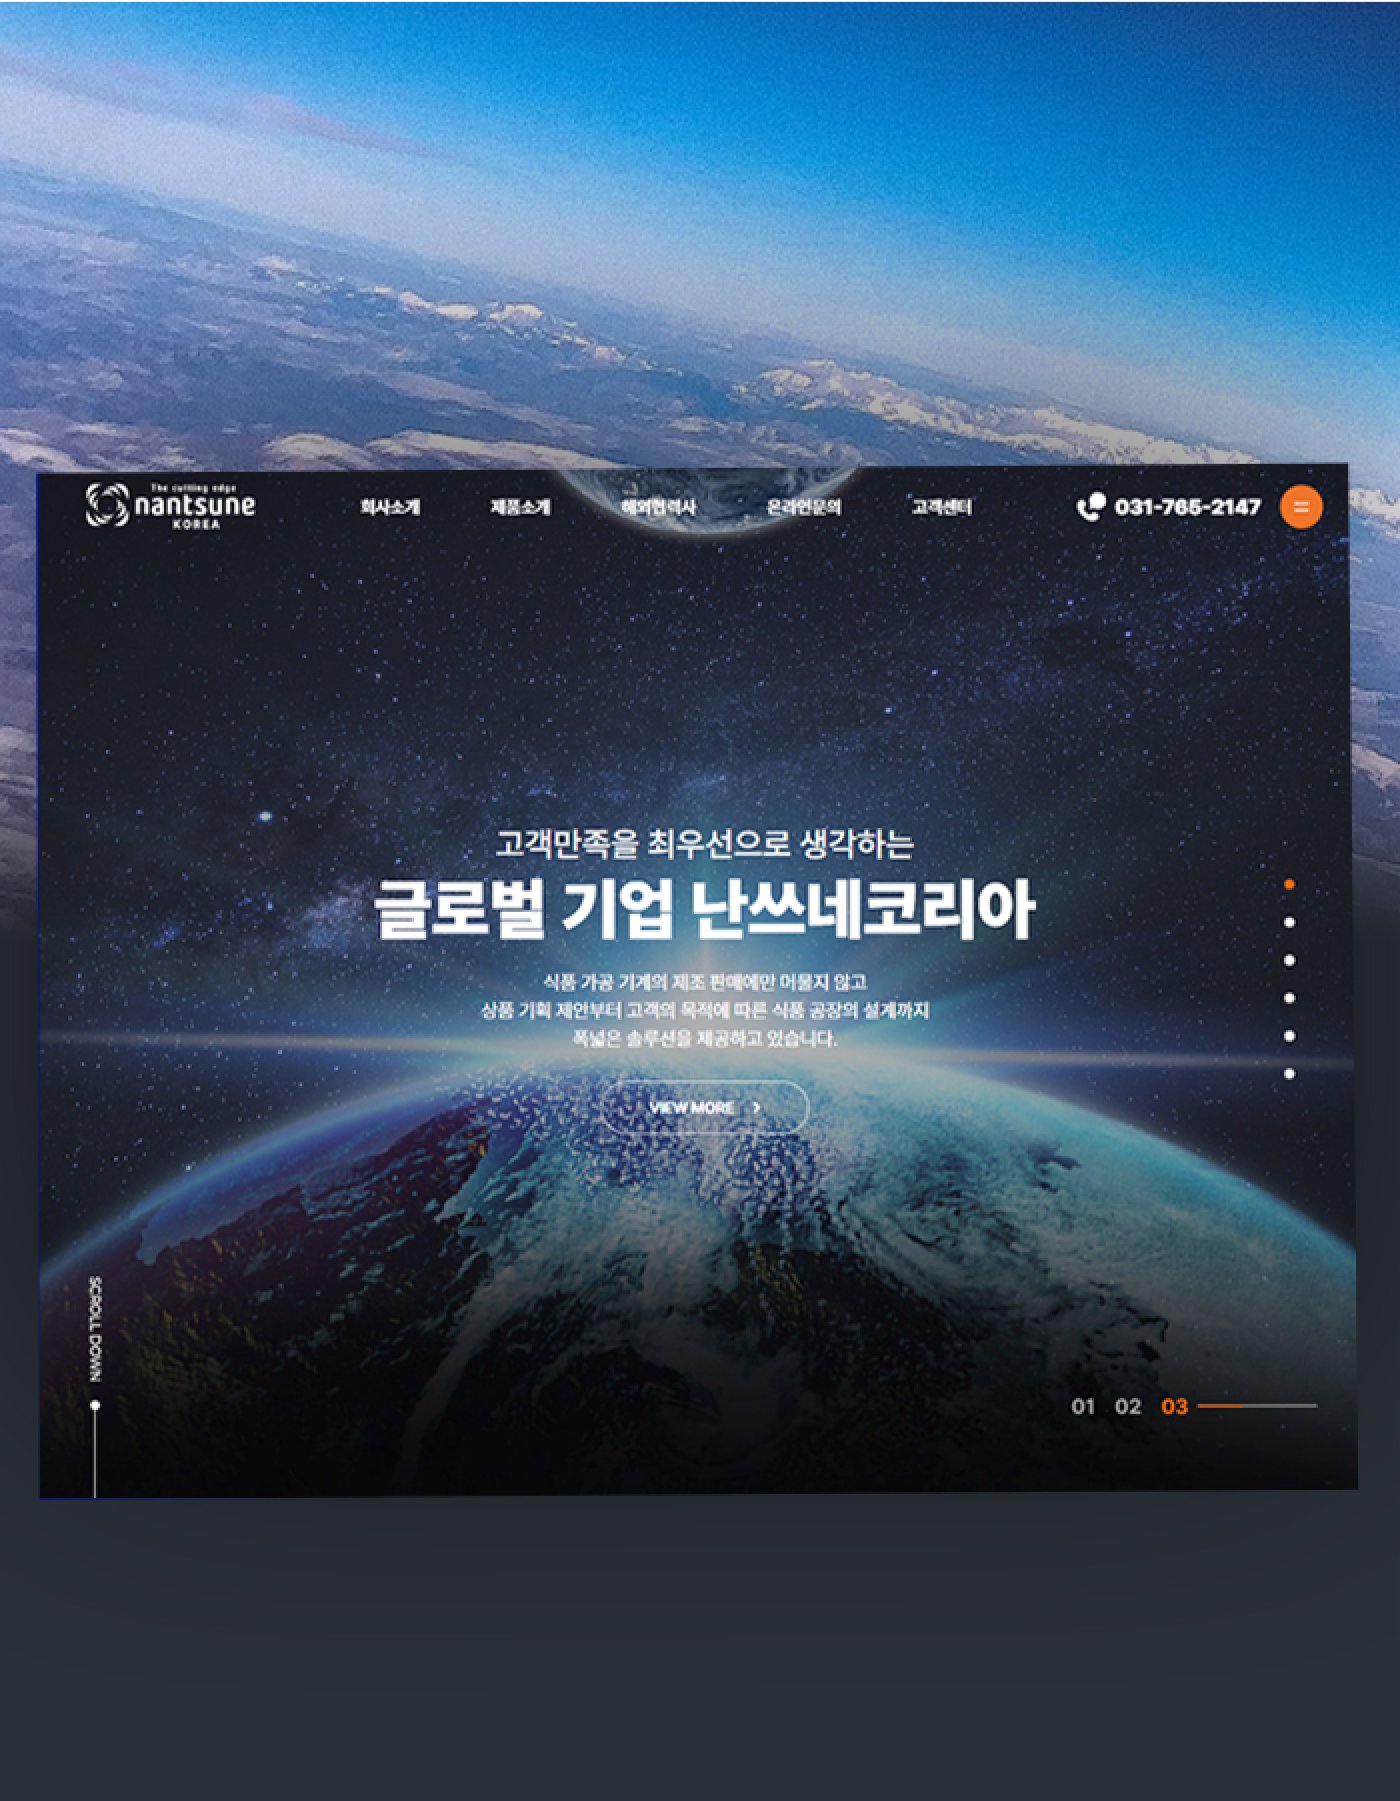 The cutting edge
nantsune
KOREA
회사소개
제품소개
해외협력사
온라인문의
고객센터
031-765-2147
고객만족을 최우선으로 생각하는
글로벌 기업 난쓰네코리아
식품 가공 기계의 제조 판매에만 머물지 않고
상품 기획 제안부터 고객의 목적에 따른 식품 공장의 설계까지
폭넓은 솔루션을 제공하고 있습니다.
VIEW MORE
SCROLL DOWN
01 02 03